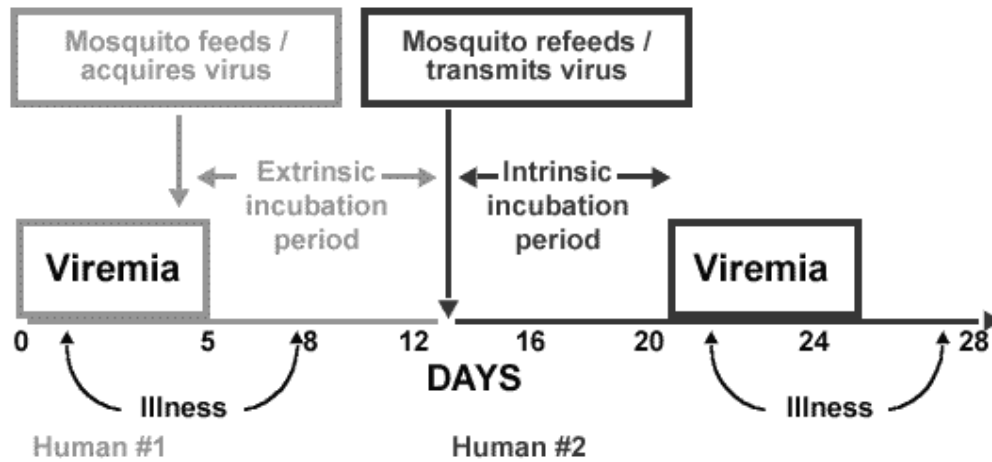 Mosquito feeds /
acquires virus
Mosquito refeeds /
transmits virus
Extrinsic
incubation
period
Intrinsic
incubation
period
Viremia
Viremia
0 5 8 12 16 20 24 28
DAYS
Illness
Illness
Human #1
Human #2